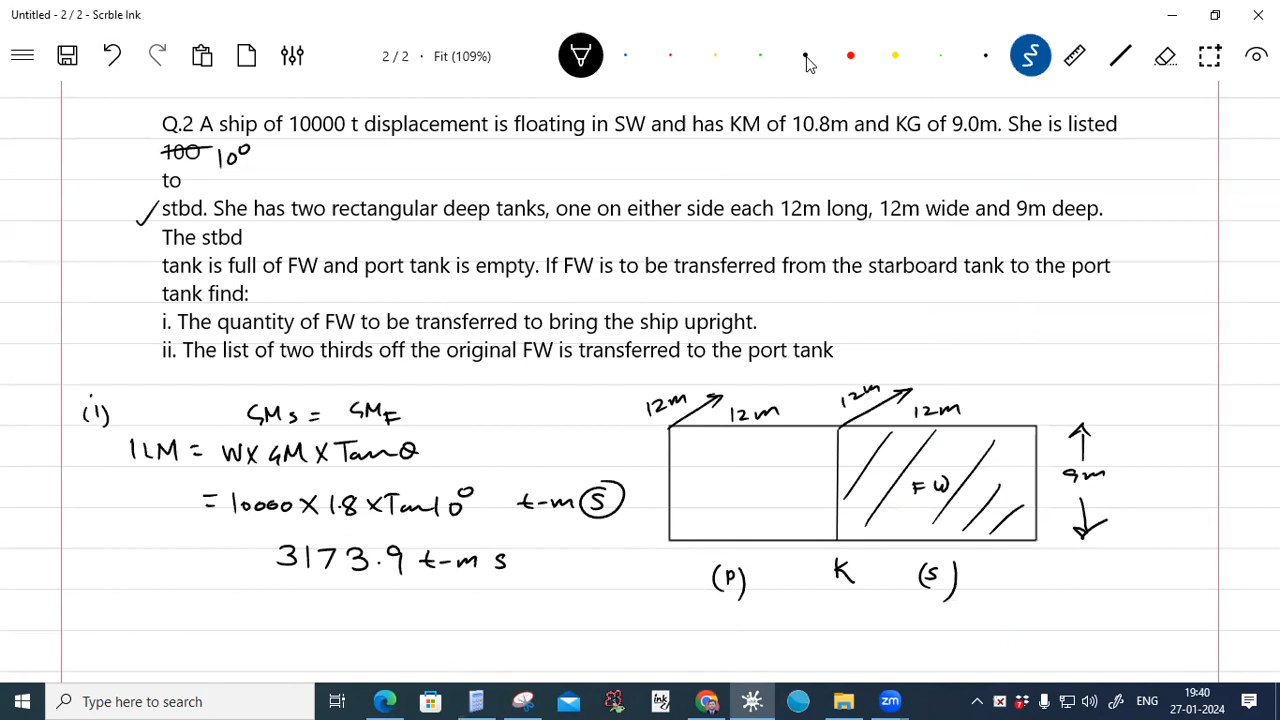 Untitled - 2 / 2 - Scrble Ink
2 / 2 · Fit (109%)
Q.2 A ship of 10000 t displacement is floating in SW and has KM of 10.8m and KG of 9.0m. She is listed
100 10°
to
stbd. She has two rectangular deep tanks, one on either side each 12m long, 12m wide and 9m deep.
The stbd
tank is full of FW and port tank is empty. If FW is to be transferred from the starboard tank to the port
tank find:
i. The quantity of FW to be transferred to bring the ship upright.
ii. The list of two thirds off the original FW is transferred to the port tank
(i) GMs = GMF
ILM = W x GM x Tan θ
= 10000 x 1.8 x Tan 10° t-m (S)
3173.9 t-m s
12m 12m 12m 12m
FW
9m
(P) K (S)
Type here to search
ENG
19:40
27-01-2024
zm
ink